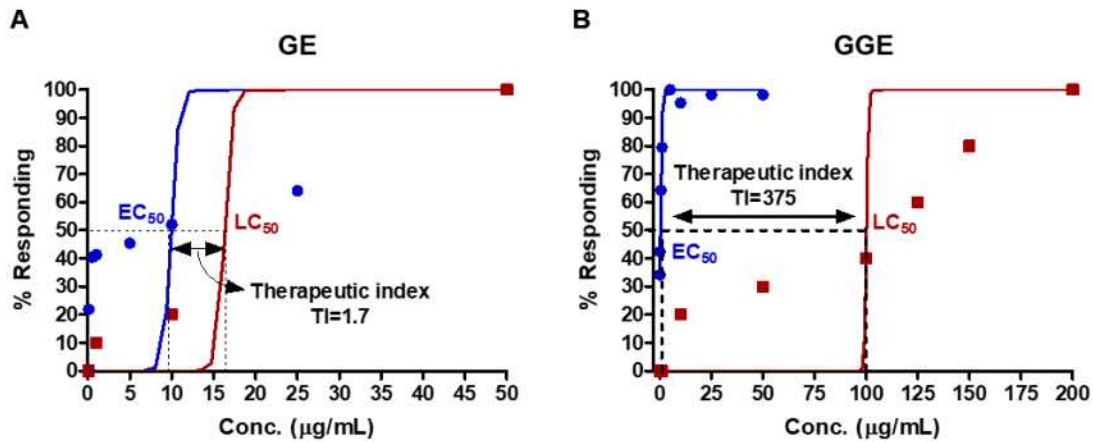 A
GE
% Responding
100
90
80
70
60
50
40
30
20
10
0
EC50
LC50
Therapeutic index
TI=1.7
0 5 10 15 20 25 30 35 40 45 50
Conc. (μg/mL)
B
GGE
% Responding
100
90
80
70
60
50
40
30
20
10
0
Therapeutic index
TI=375
LC50
EC50
0 25 50 75 100 125 150 175 200
Conc. (μg/mL)